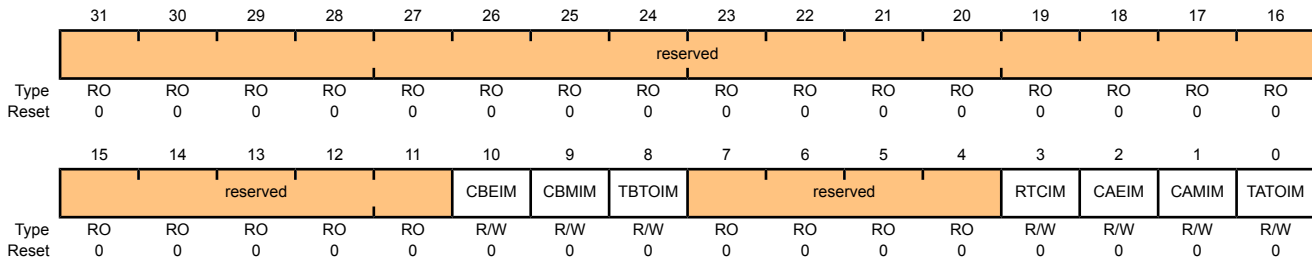 31 30 29 28 27 26 25 24 23 22 21 20 19 18 17 16
reserved
Type RO RO RO RO RO RO RO RO RO RO RO RO RO RO RO RO
Reset 0 0 0 0 0 0 0 0 0 0 0 0 0 0 0 0
15 14 13 12 11 10 9 8 7 6 5 4 3 2 1 0
reserved CBEIM CBMIM TBTOIM reserved RTCIM CAEIM CAMIM TATOIM
Type RO RO RO RO RO R/W R/W R/W RO RO RO RO R/W R/W R/W R/W
Reset 0 0 0 0 0 0 0 0 0 0 0 0 0 0 0 0